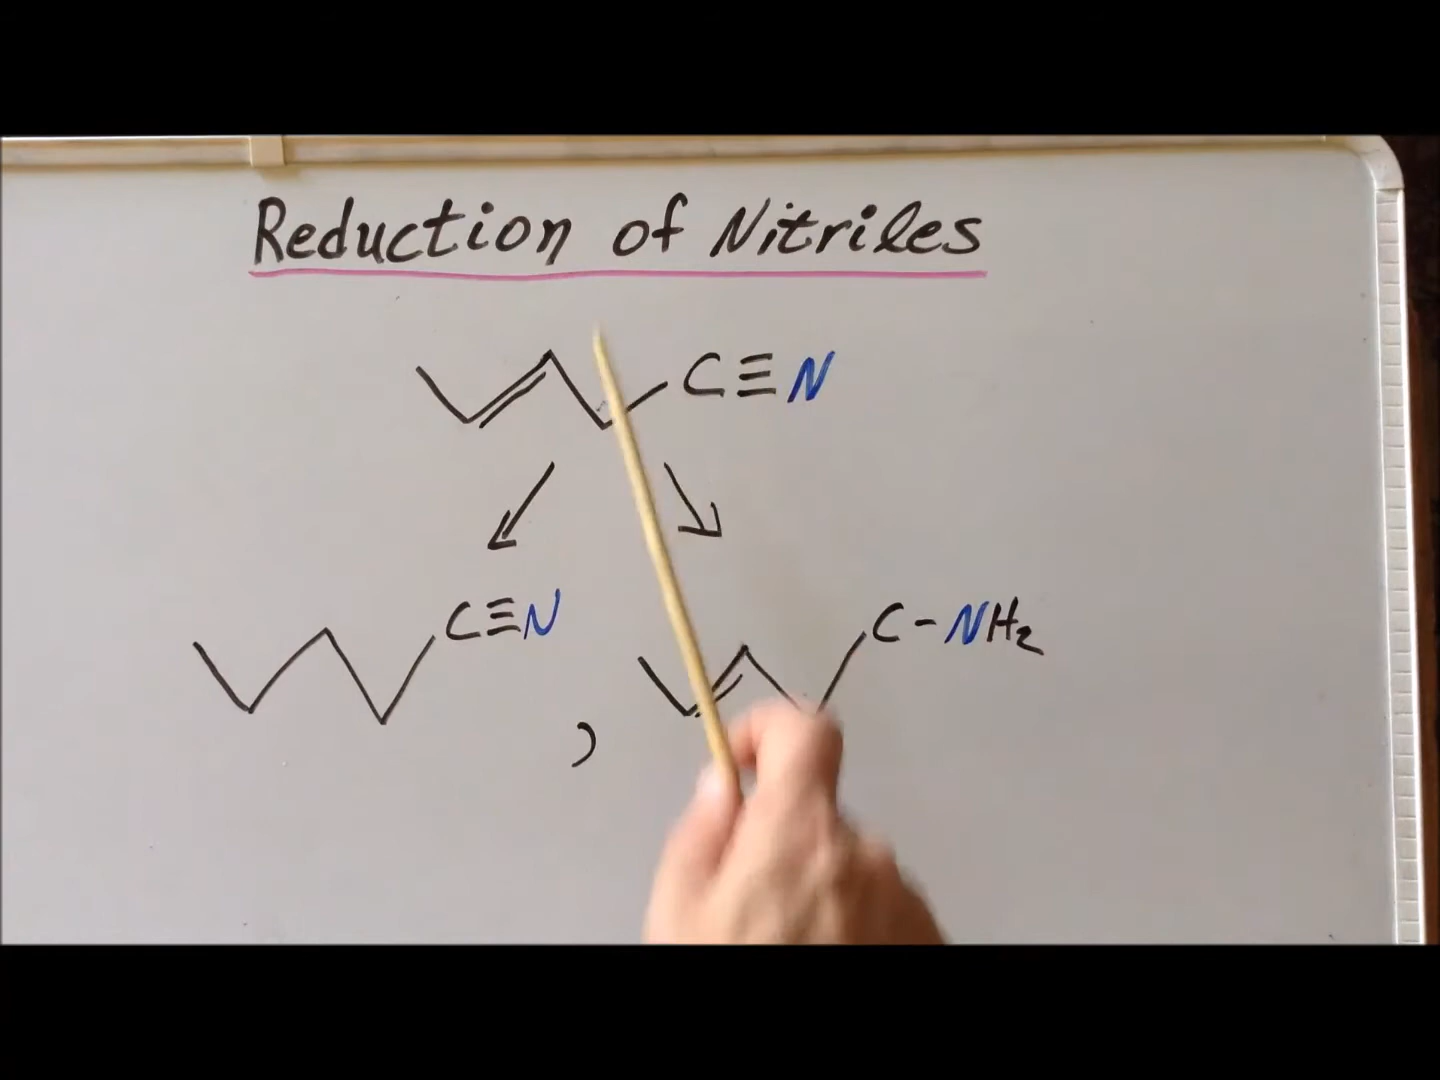 Reduction of Nitriles
C≡N
C≡N
,
C-NH₂